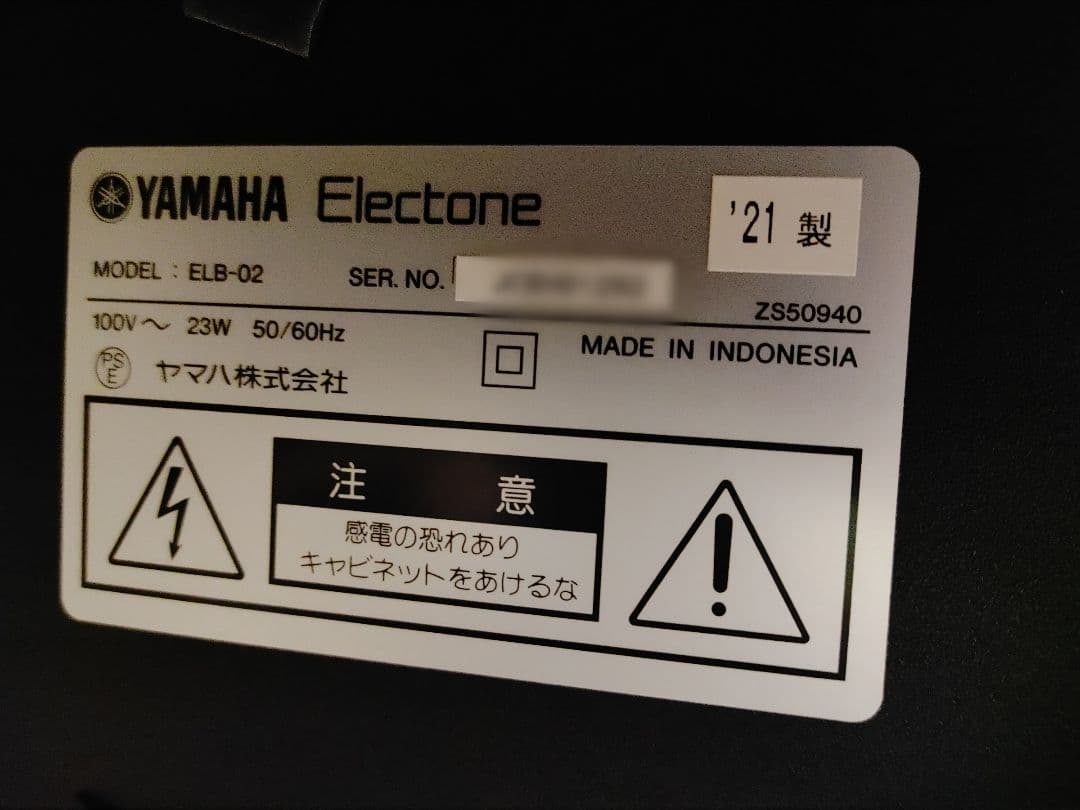 YAMAHA Electone
'21 製
MODEL : ELB-02 SER. NO.
ZS50940
100V～ 23W 50/60Hz
MADE IN INDONESIA
PSE ヤマハ株式会社
注 意
感電の恐れあり
キャビネットをあけるな